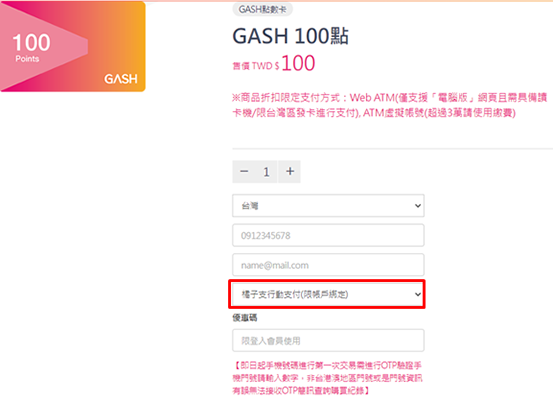 100
Points
GASH
GASH點數卡
GASH 100點
售價 TWD $100
※商品折扣限定支付方式：Web ATM(僅支援「電腦版」網頁且需具備讀
卡機/限台灣區發卡進行支付), ATM虛擬帳號(超過3萬請使用繳費)
− 1 +
台灣
0912345678
name@mail.com
橘子支行動支付(限帳戶綁定)
優惠碼
限登入會員使用
【即日起手機號碼進行第一次交易需進行OTP驗證手
機門號請輸入數字，非台港澳地區門號或是門號資訊
有誤無法接收OTP簡訊查詢購買紀錄】